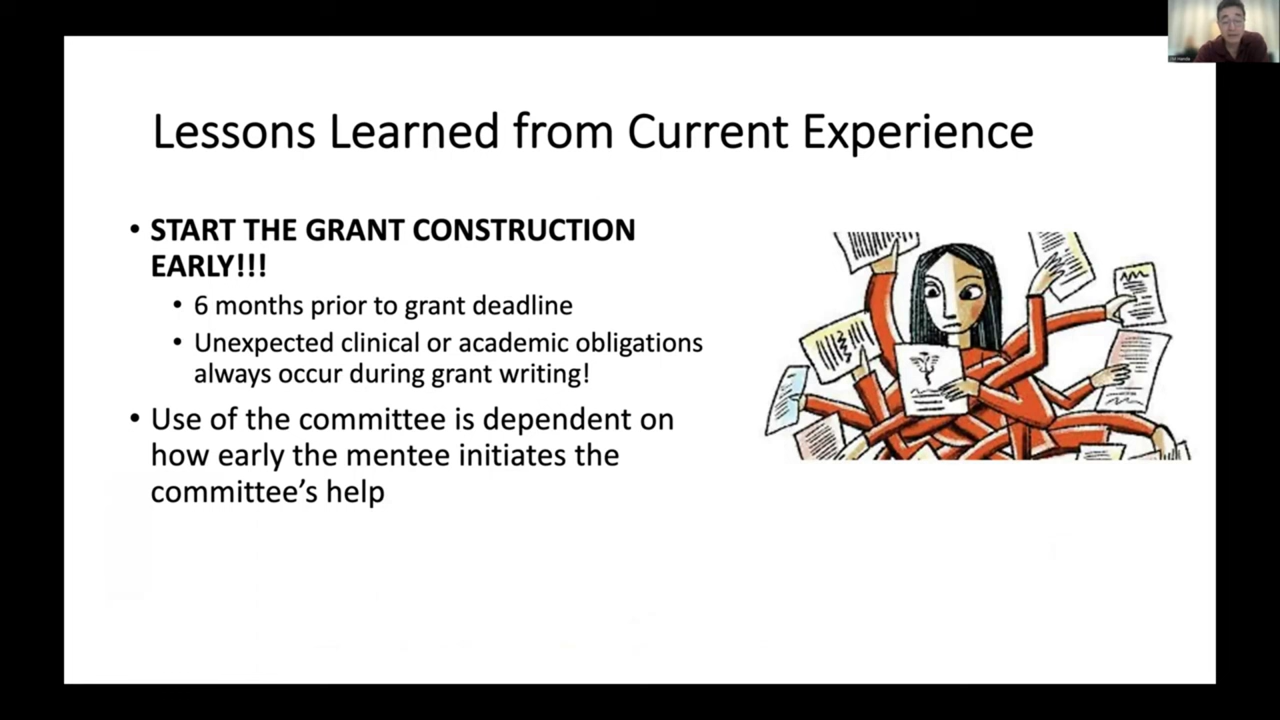 Lessons Learned from Current Experience
• START THE GRANT CONSTRUCTION
EARLY!!!
• 6 months prior to grant deadline
• Unexpected clinical or academic obligations
always occur during grant writing!
• Use of the committee is dependent on
how early the mentee initiates the
committee's help